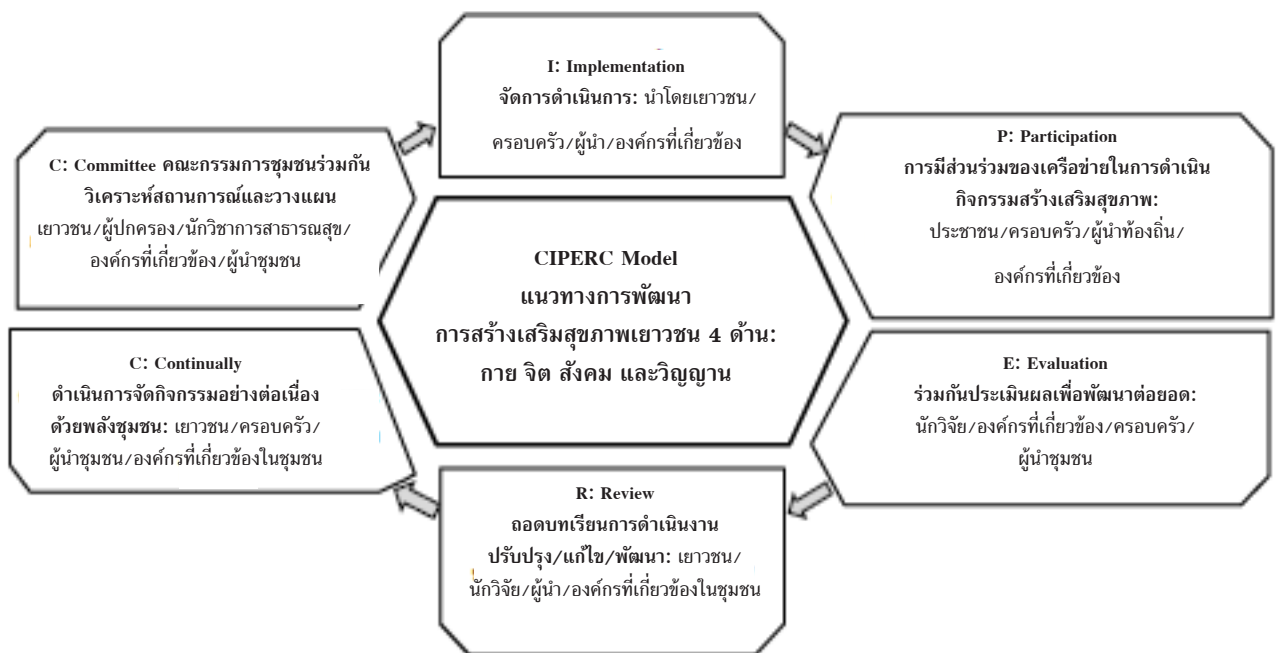 I: Implementation
จัดการดำเนินการ: นำโดยเยาวชน/
ครอบครัว/ผู้นำ/องค์กรที่เกี่ยวข้อง
C: Committee คณะกรรมการชุมชนร่วมกัน
วิเคราะห์สถานการณ์และวางแผน
เยาวชน/ผู้ปกครอง/นักวิชาการสาธารณสุข/
องค์กรที่เกี่ยวข้อง/ผู้นำชุมชน
P: Participation
การมีส่วนร่วมของเครือข่ายในการดำเนิน
กิจกรรมสร้างเสริมสุขภาพ:
ประชาชน/ครอบครัว/ผู้นำท้องถิ่น/
องค์กรที่เกี่ยวข้อง
CIPERC Model
แนวทางการพัฒนา
การสร้างเสริมสุขภาพเยาวชน 4 ด้าน:
กาย จิต สังคม และวิญญาน
C: Continually
ดำเนินการจัดกิจกรรมอย่างต่อเนื่อง
ด้วยพลังชุมชน: เยาวชน/ครอบครัว/
ผู้นำชุมชน/องค์กรที่เกี่ยวข้องในชุมชน
E: Evaluation
ร่วมกันประเมินผลเพื่อพัฒนาต่อยอด:
นักวิจัย/องค์กรที่เกี่ยวข้อง/ครอบครัว/
ผู้นำชุมชน
R: Review
ถอดบทเรียนการดำเนินงาน
ปรับปรุง/แก้ไข/พัฒนา: เยาวชน/
นักวิจัย/ผู้นำ/องค์กรที่เกี่ยวข้องในชุมชน